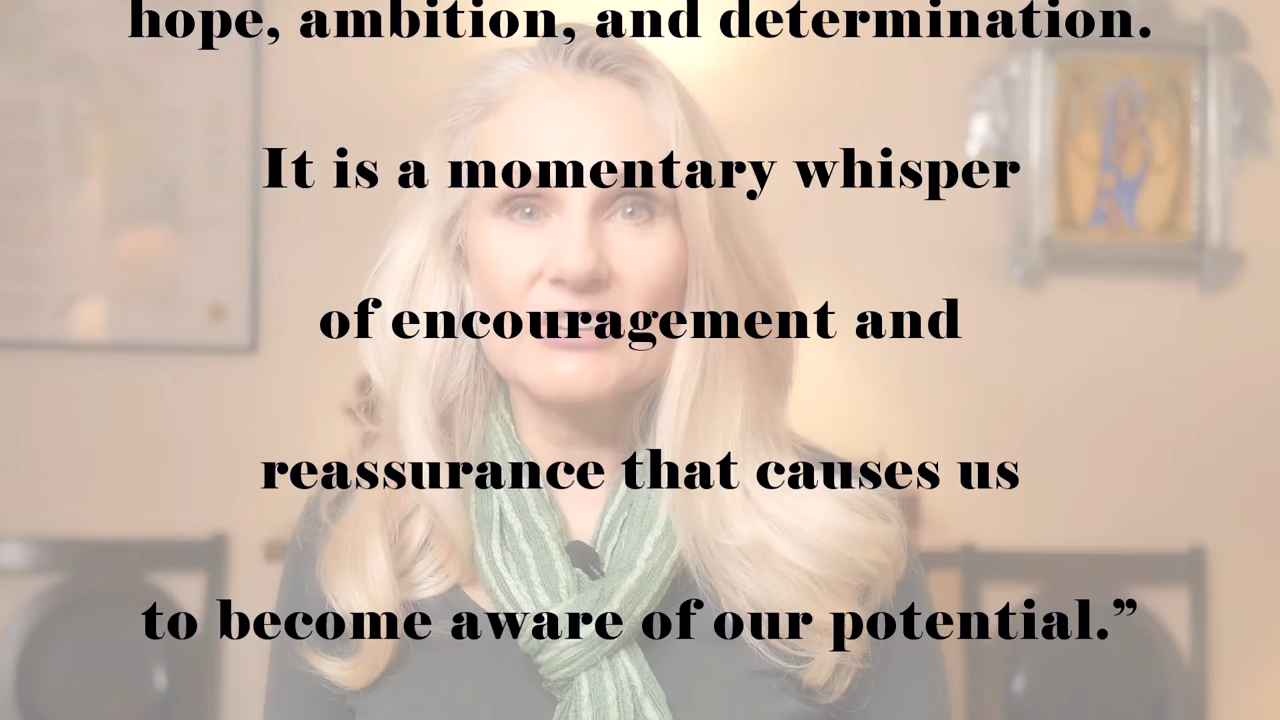 hope, ambition, and determination.
It is a momentary whisper
of encouragement and
reassurance that causes us
to become aware of our potential.”